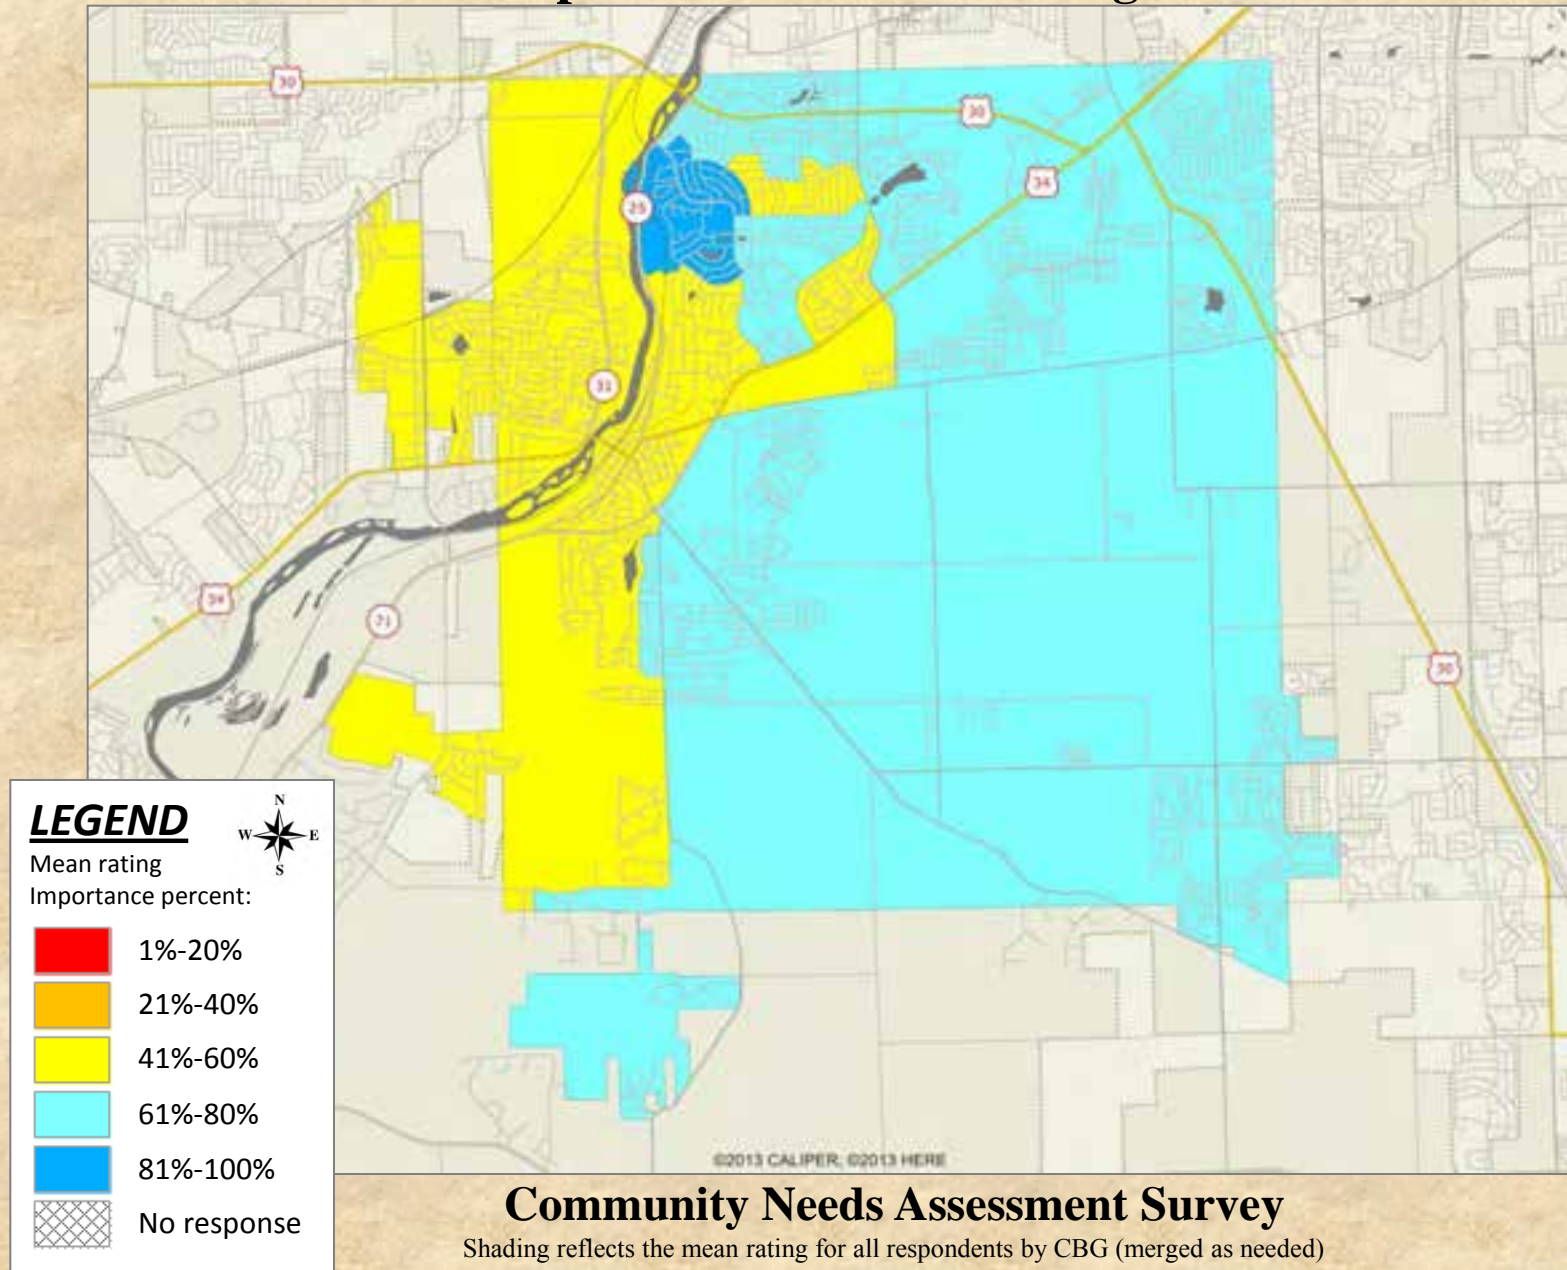 30
30
34
25
31
34
71
30
LEGEND
N
W E
S
Mean rating
Importance percent:
1%-20%
21%-40%
41%-60%
61%-80%
81%-100%
No response
©2013 CALIPER; ©2013 HERE
Community Needs Assessment Survey
Shading reflects the mean rating for all respondents by CBG (merged as needed)